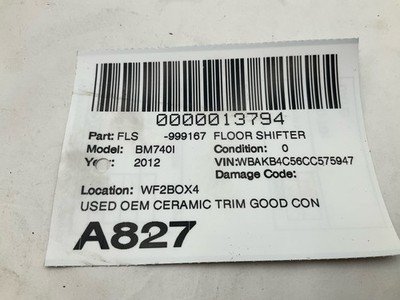 0000013794
Part: FLS -999167 FLOOR SHIFTER
Model: BM740I Condition: 0
Year: 2012 VIN:WBAKB4C56CC575947
Damage Code:
Location: WF2BOX4
USED OEM CERAMIC TRIM GOOD CON
A827